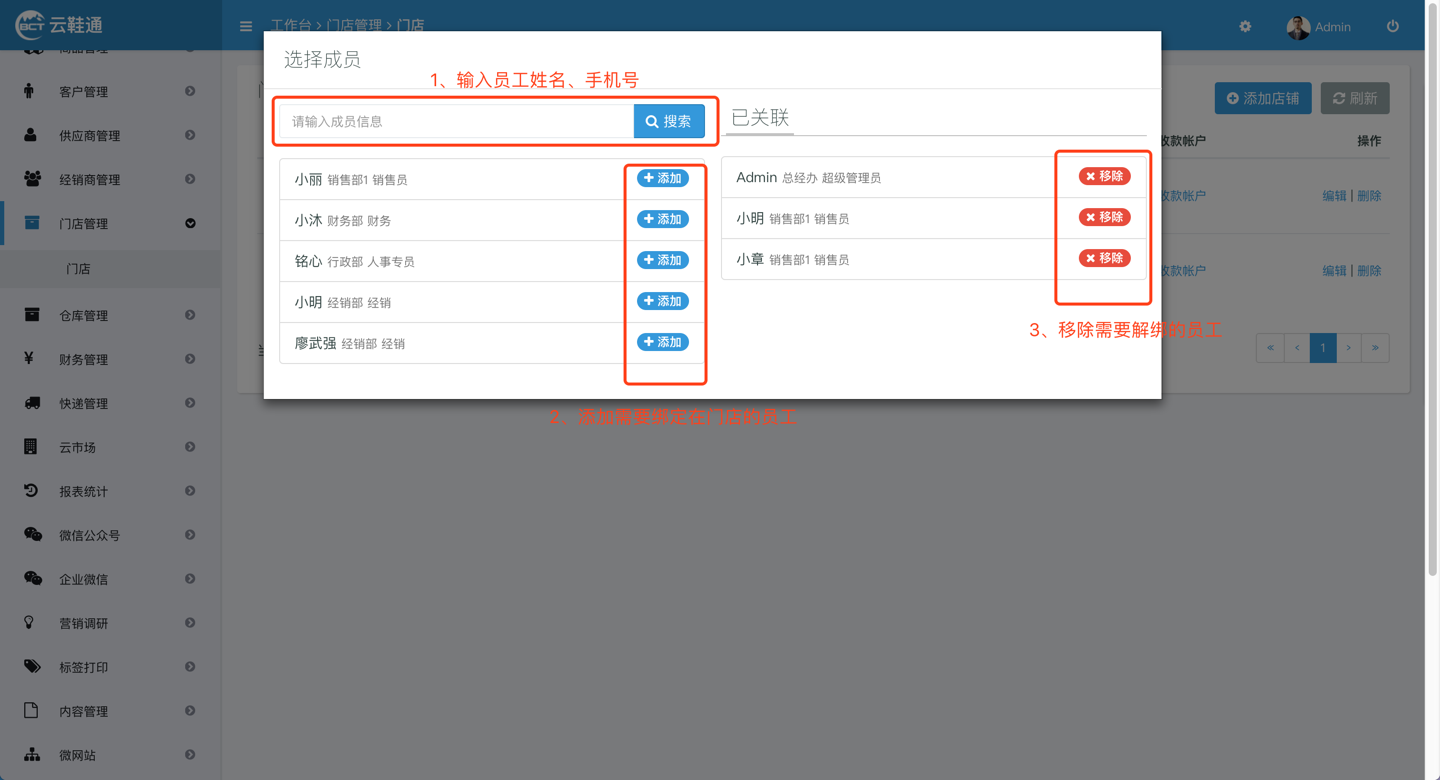 BCT 云鞋通
工作台 > 门店管理 > 门店
Admin
商品管理
客户管理
供应商管理
经销商管理
门店管理
门店
仓库管理
财务管理
快递管理
云市场
报表统计
微信公众号
企业微信
营销调研
标签打印
内容管理
微网站
选择成员
1、输入员工姓名、手机号
请输入成员信息
搜索
小丽 销售部1 销售员 添加
小沐 财务部 财务 添加
铭心 行政部 人事专员 添加
小明 经销部 经销 添加
廖武强 经销部 经销 添加
2、添加需要绑定在门店的员工
已关联
Admin 总经办 超级管理员 移除
小明 销售部1 销售员 移除
小章 销售部1 销售员 移除
3、移除需要解绑的员工
添加店铺 刷新
收款帐户 操作
收款帐户 编辑 | 删除
收款帐户 编辑 | 删除
« ‹ 1 › »